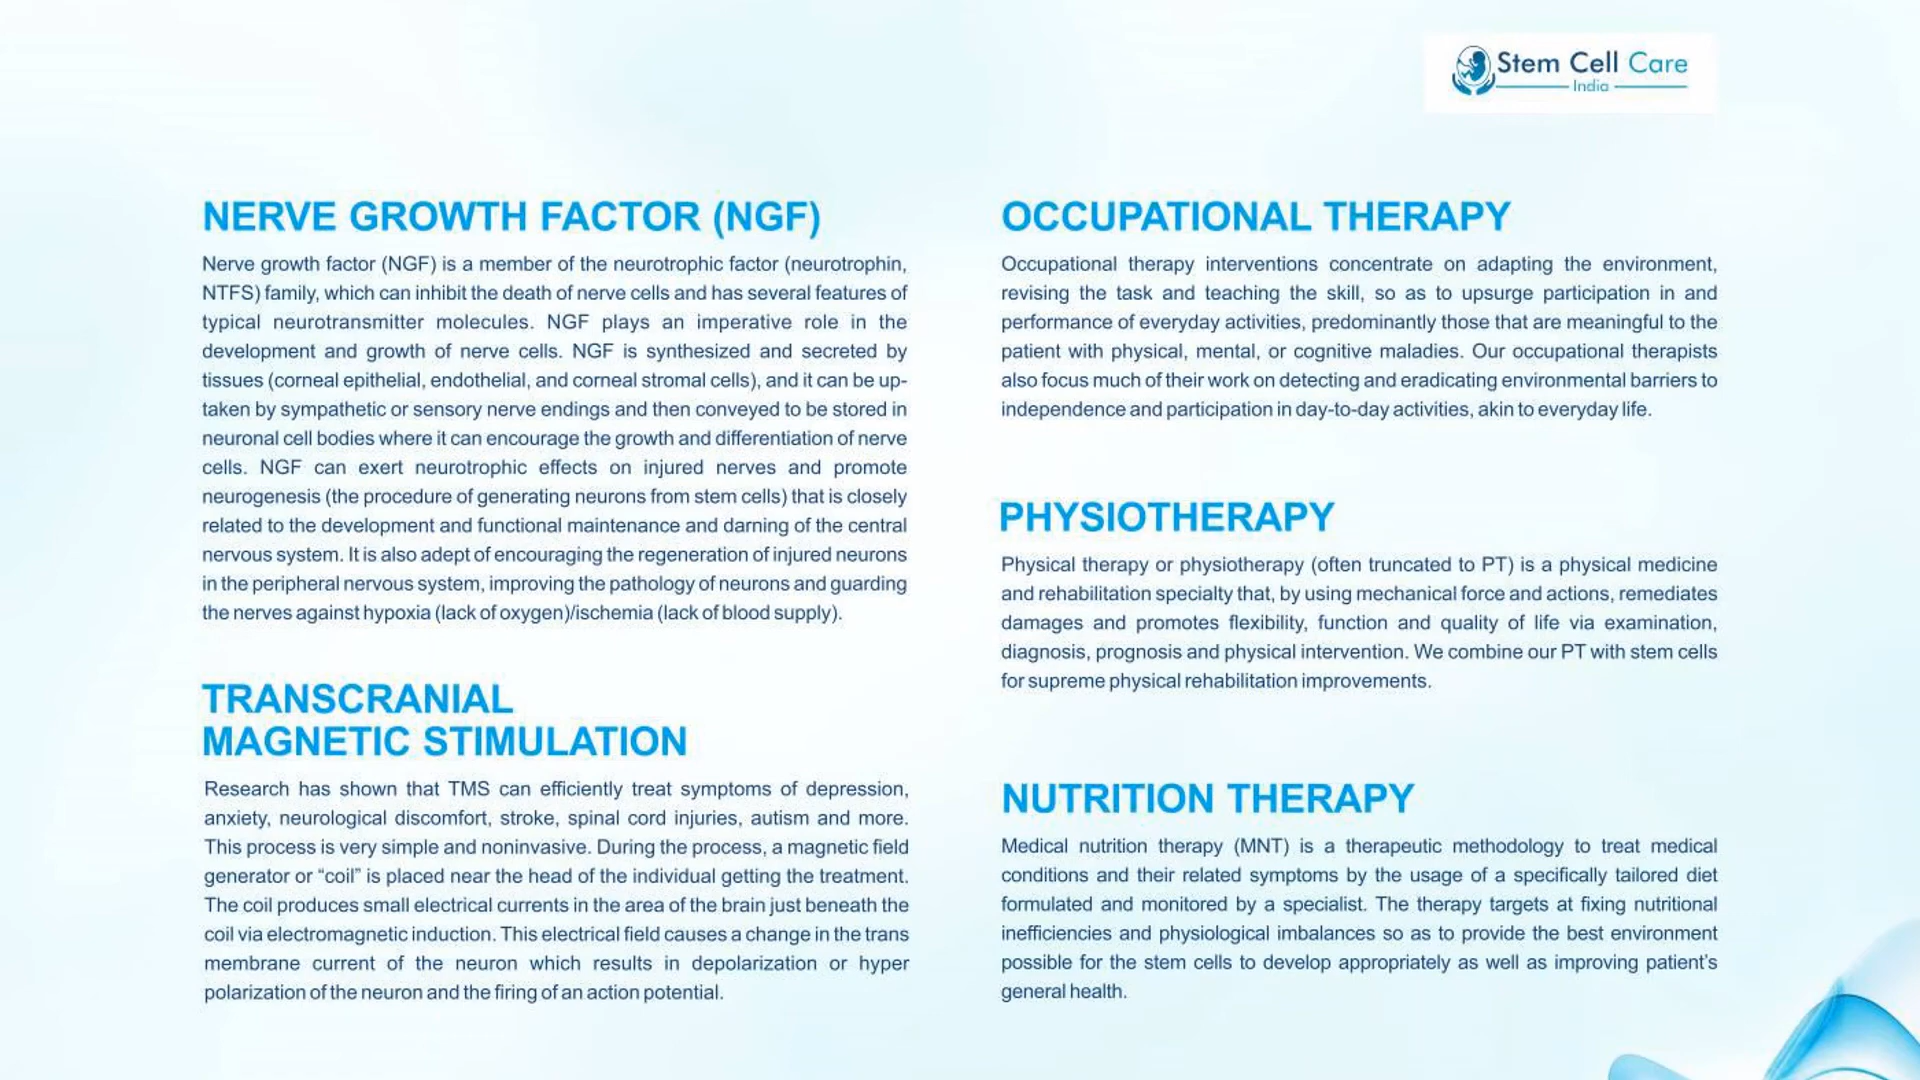 Stem Cell Care
India
NERVE GROWTH FACTOR (NGF)
Nerve growth factor (NGF) is a member of the neurotrophic factor (neurotrophin,
NTFS) family, which can inhibit the death of nerve cells and has several features of
typical neurotransmitter molecules. NGF plays an imperative role in the
development and growth of nerve cells. NGF is synthesized and secreted by
tissues (corneal epithelial, endothelial, and corneal stromal cells), and it can be up-
taken by sympathetic or sensory nerve endings and then conveyed to be stored in
neuronal cell bodies where it can encourage the growth and differentiation of nerve
cells. NGF can exert neurotrophic effects on injured nerves and promote
neurogenesis (the procedure of generating neurons from stem cells) that is closely
related to the development and functional maintenance and darning of the central
nervous system. It is also adept of encouraging the regeneration of injured neurons
in the peripheral nervous system, improving the pathology of neurons and guarding
the nerves against hypoxia (lack of oxygen)/ischemia (lack of blood supply).
TRANSCRANIAL
MAGNETIC STIMULATION
Research has shown that TMS can efficiently treat symptoms of depression,
anxiety, neurological discomfort, stroke, spinal cord injuries, autism and more.
This process is very simple and noninvasive. During the process, a magnetic field
generator or “coil” is placed near the head of the individual getting the treatment.
The coil produces small electrical currents in the area of the brain just beneath the
coil via electromagnetic induction. This electrical field causes a change in the trans
membrane current of the neuron which results in depolarization or hyper
polarization of the neuron and the firing of an action potential.
OCCUPATIONAL THERAPY
Occupational therapy interventions concentrate on adapting the environment,
revising the task and teaching the skill, so as to upsurge participation in and
performance of everyday activities, predominantly those that are meaningful to the
patient with physical, mental, or cognitive maladies. Our occupational therapists
also focus much of their work on detecting and eradicating environmental barriers to
independence and participation in day-to-day activities, akin to everyday life.
PHYSIOTHERAPY
Physical therapy or physiotherapy (often truncated to PT) is a physical medicine
and rehabilitation specialty that, by using mechanical force and actions, remediates
damages and promotes flexibility, function and quality of life via examination,
diagnosis, prognosis and physical intervention. We combine our PT with stem cells
for supreme physical rehabilitation improvements.
NUTRITION THERAPY
Medical nutrition therapy (MNT) is a therapeutic methodology to treat medical
conditions and their related symptoms by the usage of a specifically tailored diet
formulated and monitored by a specialist. The therapy targets at fixing nutritional
inefficiencies and physiological imbalances so as to provide the best environment
possible for the stem cells to develop appropriately as well as improving patient’s
general health.